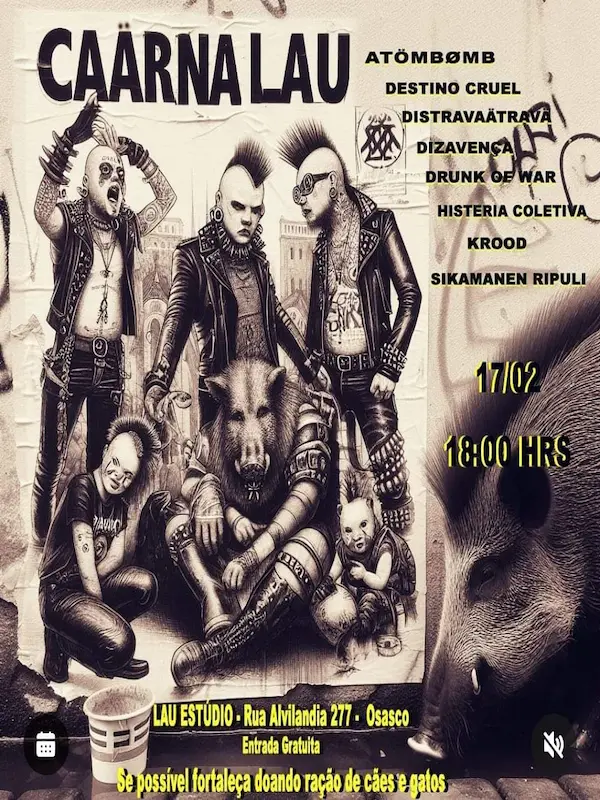 CAÄRNA LAU
ATÖMBØMB
DESTINO CRUEL
DISTRAVAÄTRAVA
DIZAVENÇA
DRUNK OF WAR
HISTERIA COLETIVA
KROOD
SIKAMANEN RIPULI
17/02
18:00 HRS
LAU ESTÚDIO - Rua Alvilandia 277 - Osasco
Entrada Gratuita
Se possível fortaleça doando ração de cães e gatos